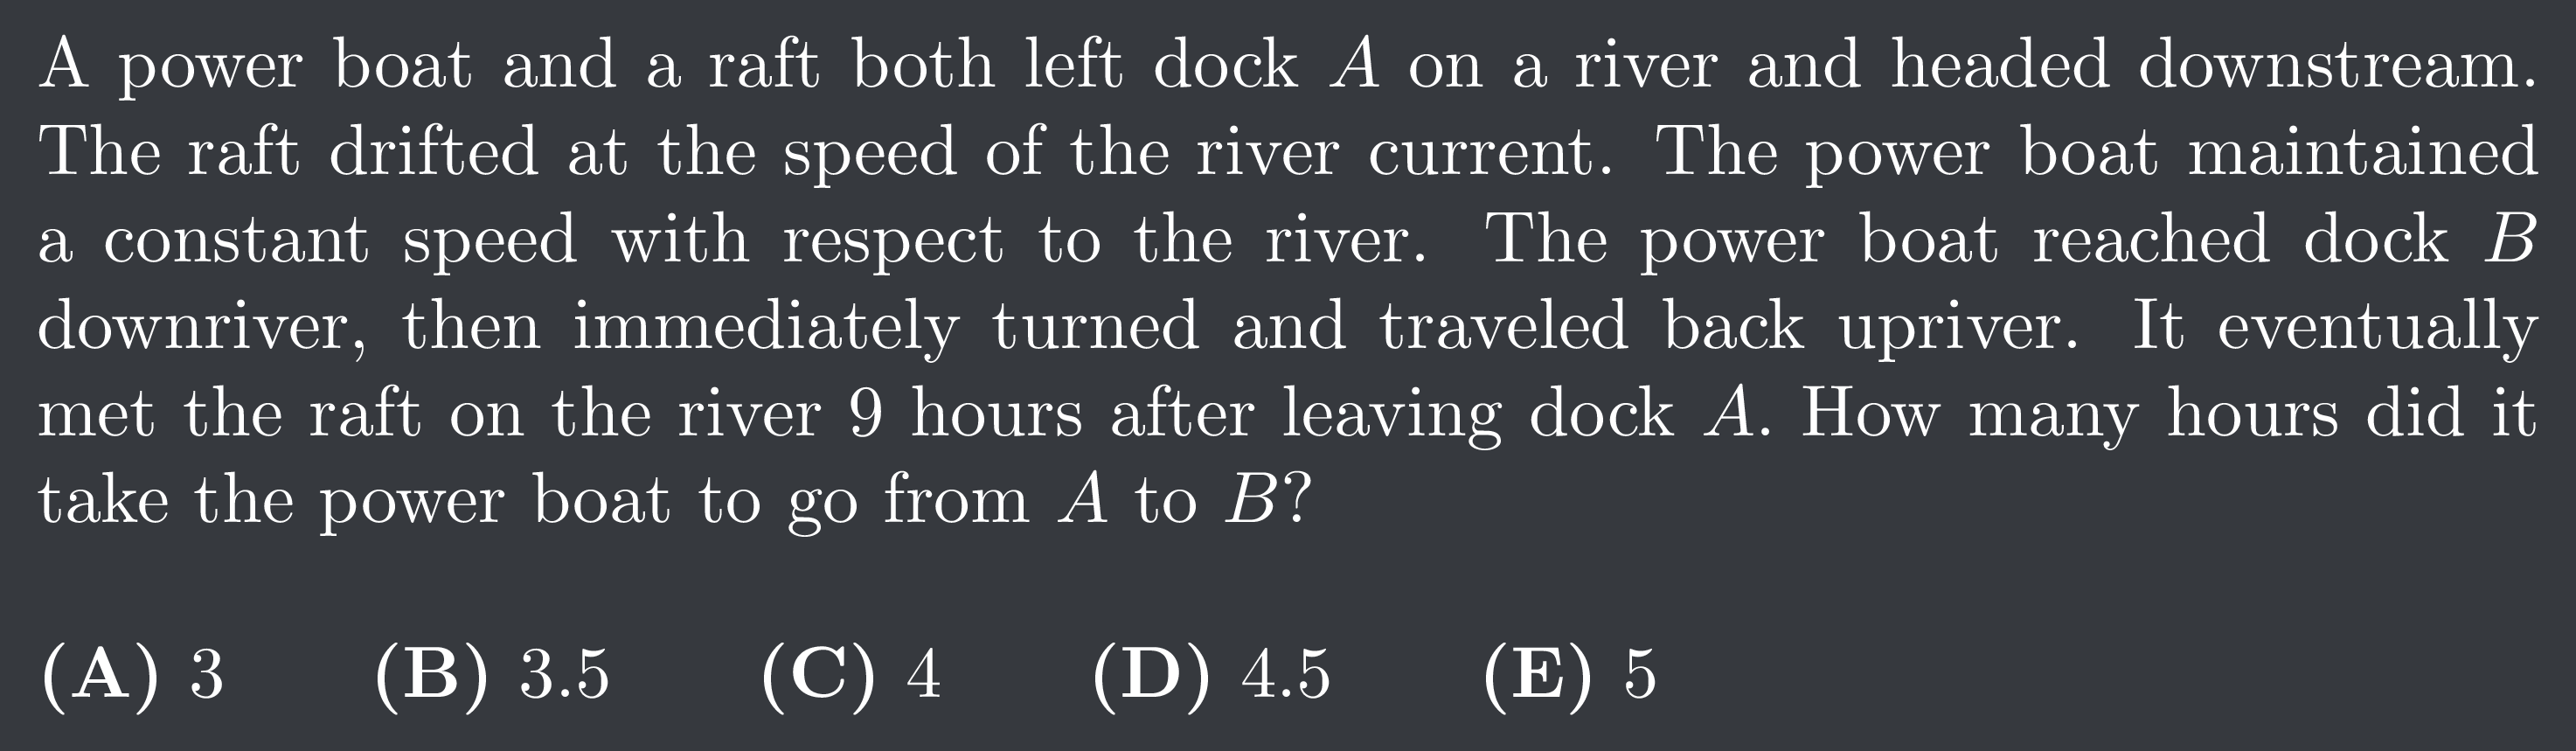 A power boat and a raft both left dock A on a river and headed downstream.
The raft drifted at the speed of the river current. The power boat maintained
a constant speed with respect to the river. The power boat reached dock B
downriver, then immediately turned and traveled back upriver. It eventually
met the raft on the river 9 hours after leaving dock A. How many hours did it
take the power boat to go from A to B?
(A) 3 (B) 3.5 (C) 4 (D) 4.5 (E) 5